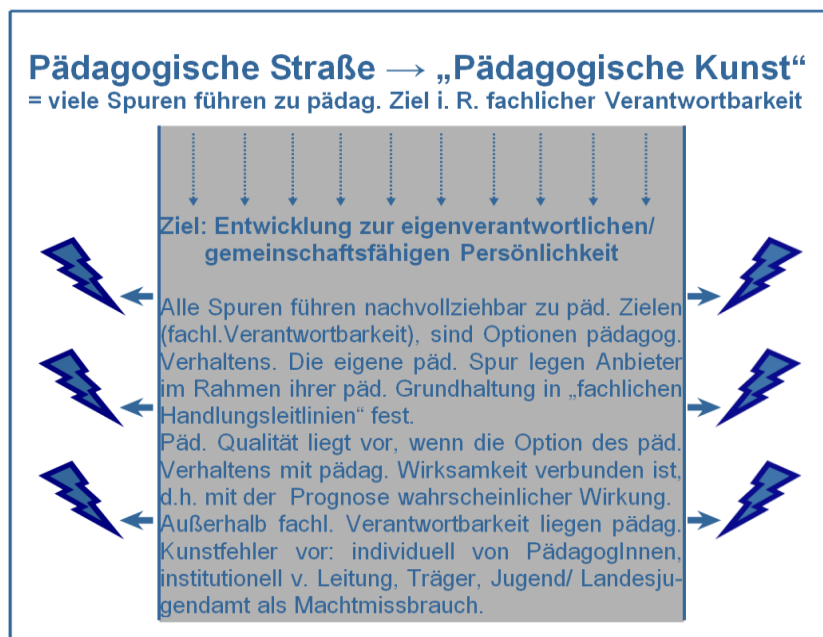 Pädagogische Straße → „Pädagogische Kunst“
= viele Spuren führen zu pädag. Ziel i. R. fachlicher Verantwortbarkeit
Ziel: Entwicklung zur eigenverantwortlichen/
gemeinschaftsfähigen Persönlichkeit
Alle Spuren führen nachvollziehbar zu päd. Zielen
(fachl.Verantwortbarkeit), sind Optionen pädagog.
Verhaltens. Die eigene päd. Spur legen Anbieter
im Rahmen ihrer päd. Grundhaltung in „fachlichen
Handlungsleitlinien“ fest.
Päd. Qualität liegt vor, wenn die Option des päd.
Verhaltens mit pädag. Wirksamkeit verbunden ist,
d.h. mit der Prognose wahrscheinlicher Wirkung.
Außerhalb fachl. Verantwortbarkeit liegen pädag.
Kunstfehler vor: individuell von PädagogInnen,
institutionell v. Leitung, Träger, Jugend/ Landesju-
gendamt als Machtmissbrauch.